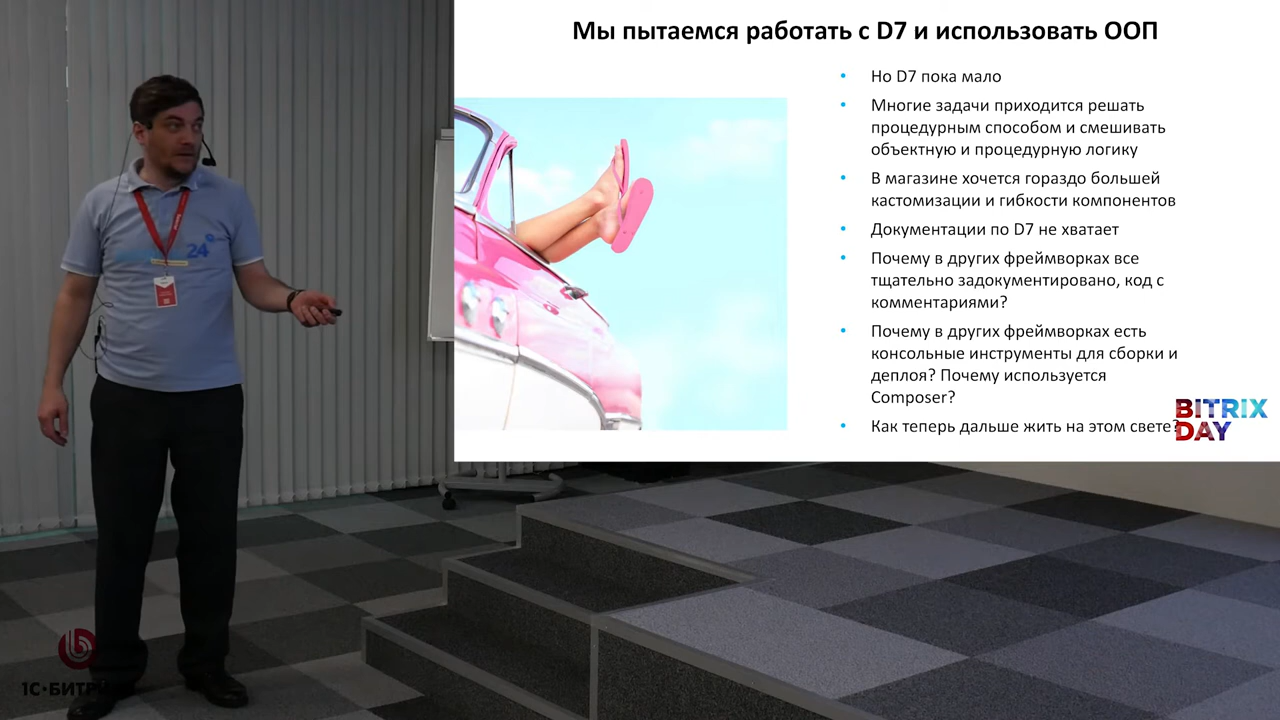 Мы пытаемся работать с D7 и использовать ООП
• Но D7 пока мало
• Многие задачи приходится решать
процедурным способом и смешивать
объектную и процедурную логику
• В магазине хочется гораздо большей
кастомизации и гибкости компонентов
• Документации по D7 не хватает
• Почему в других фреймворках все
тщательно задокументировано, код с
комментариями?
• Почему в других фреймворках есть
консольные инструменты для сборки и
деплоя? Почему используется
Composer?
• Как теперь дальше жить на этом свете?
BITRIX
DAY
24
1С•БИТРИ